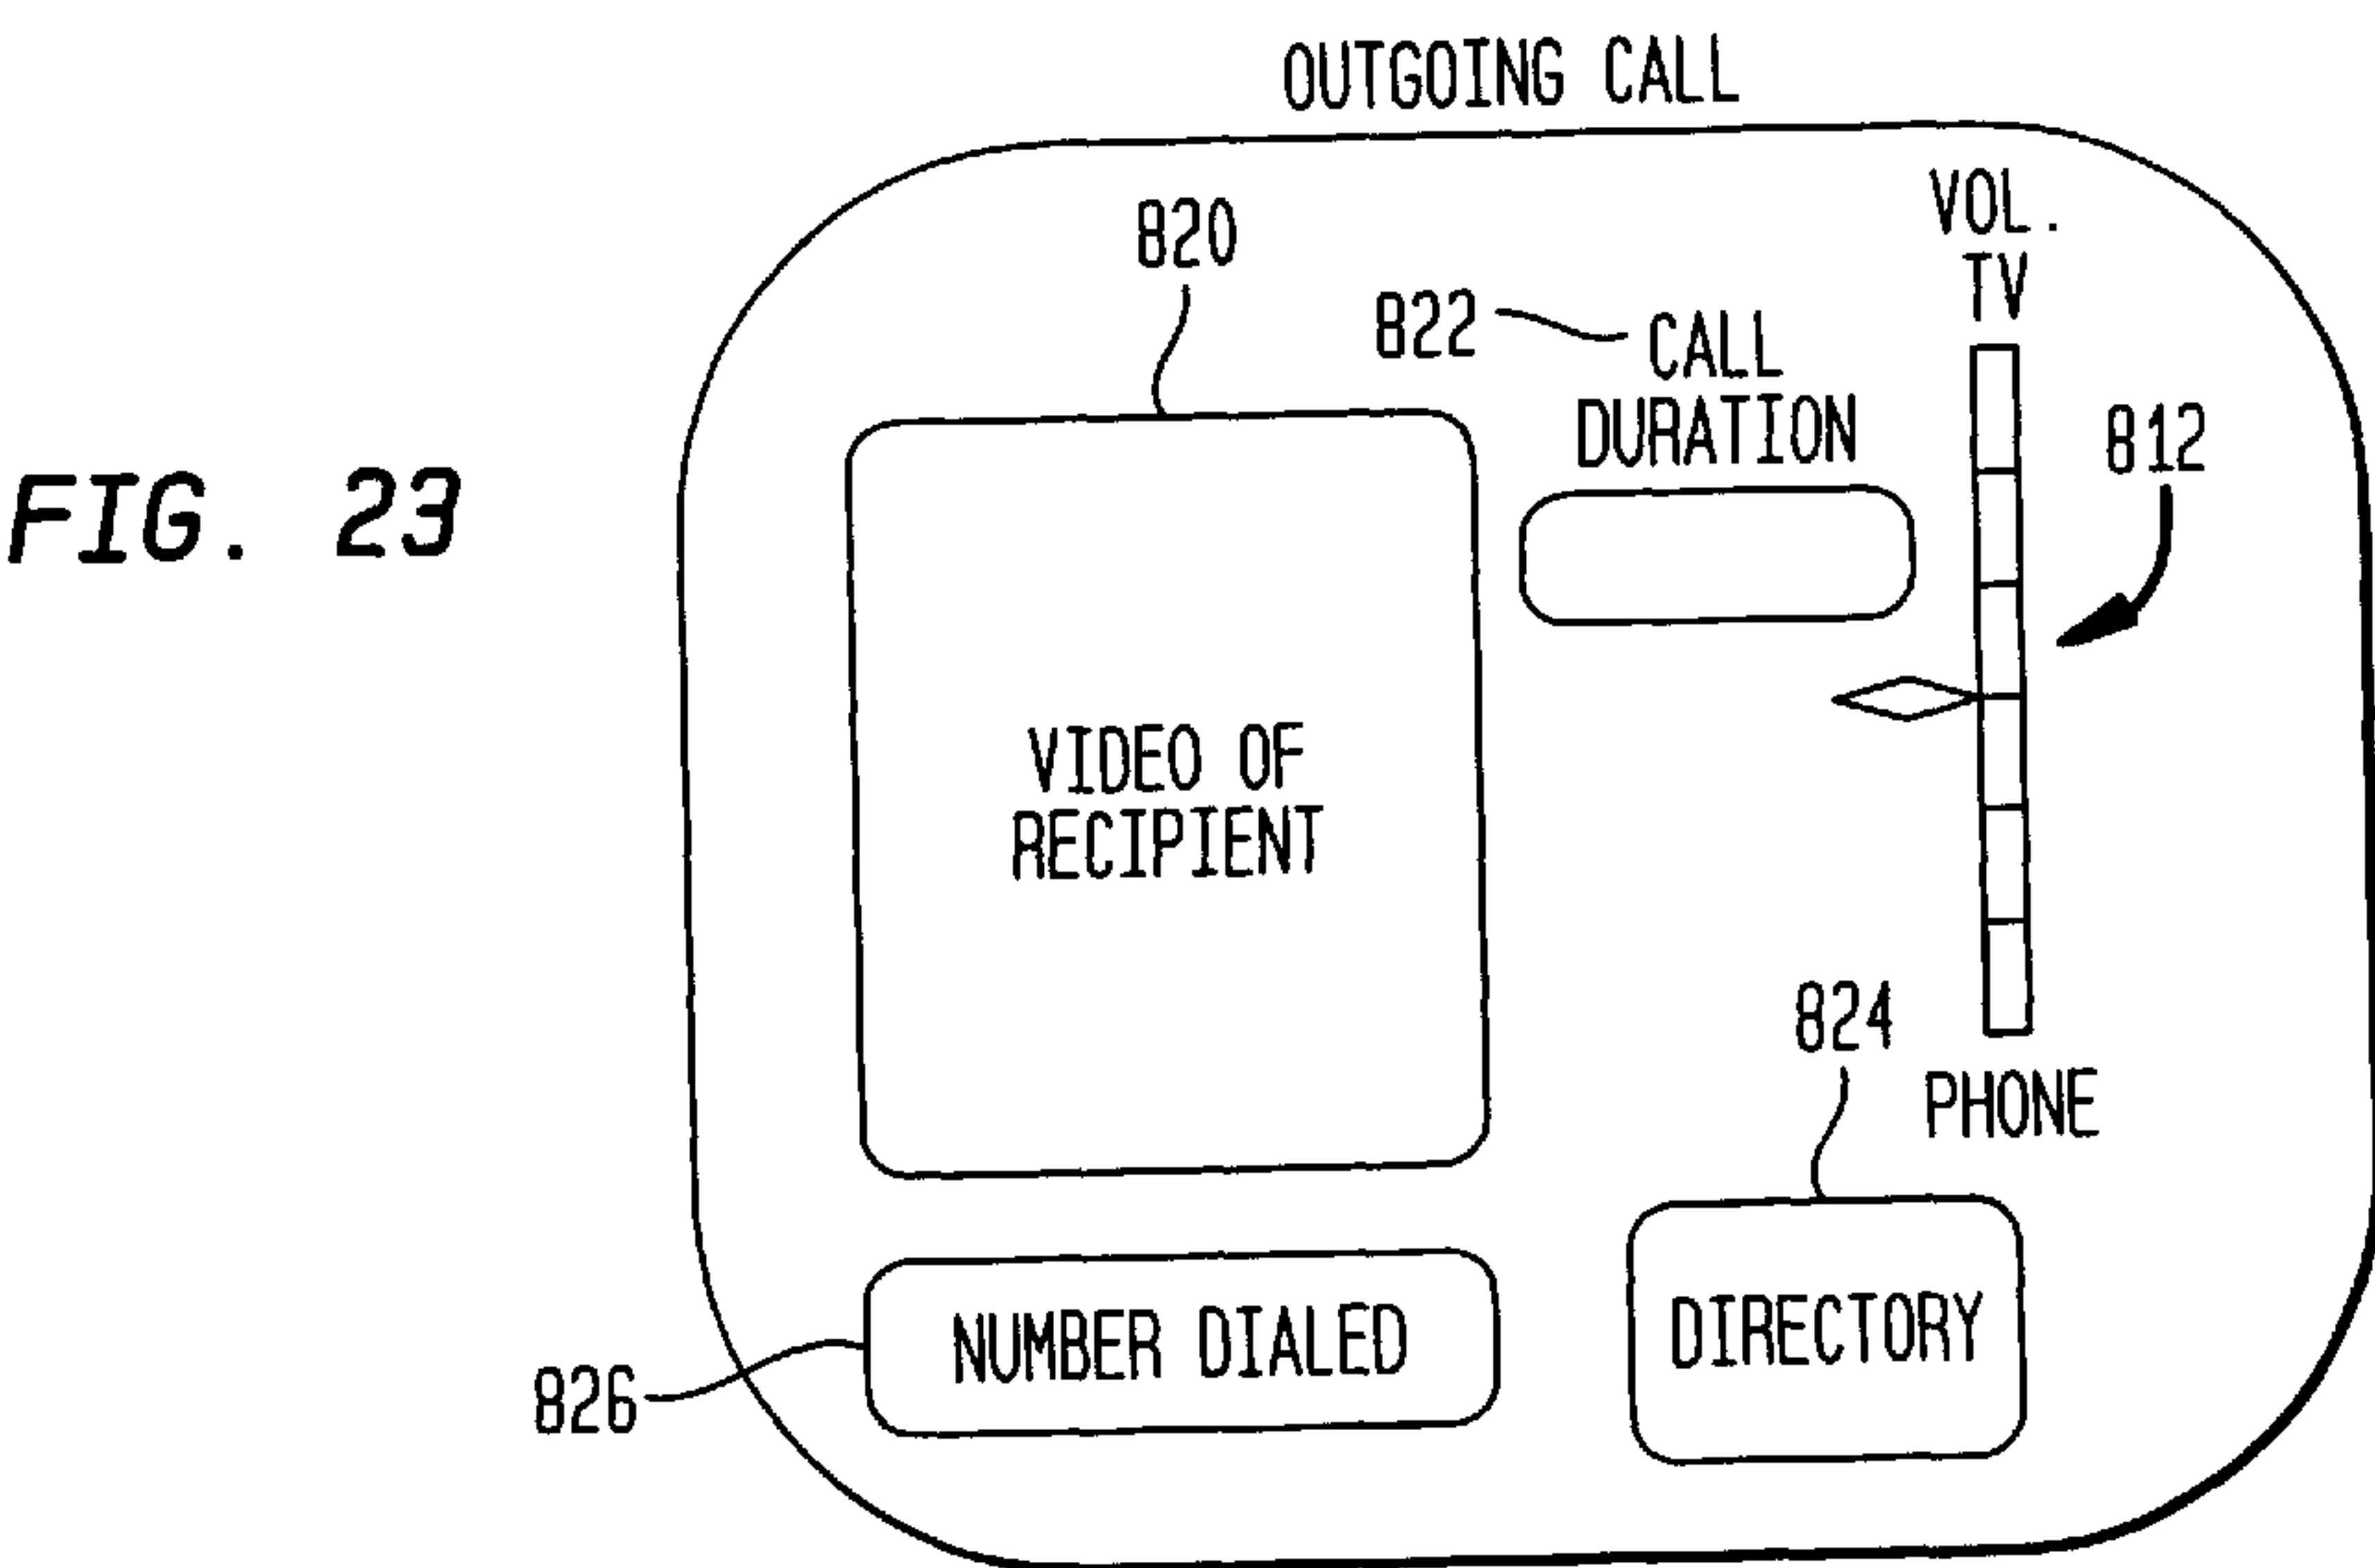 OUTGOING CALL
VOL.
TV
820
822
CALL
DURATION
812
FIG. 23
VIDEO OF
RECIPIENT
824
PHONE
NUMBER DIALED
DIRECTORY
826